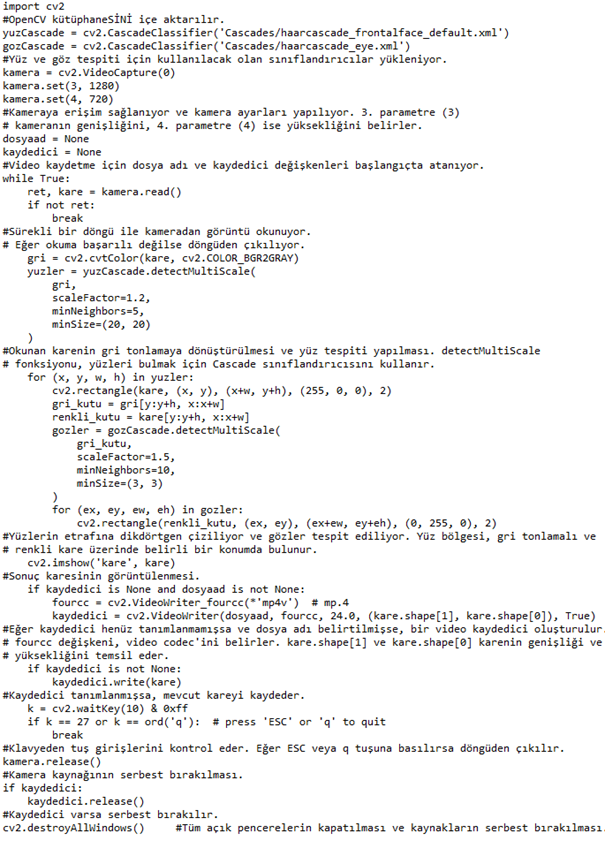 import cv2
#OpenCV kütüphaneSİNİ içe aktarılır.
yuzCascade = cv2.CascadeClassifier('Cascades/haarcascade_frontalface_default.xml')
gozCascade = cv2.CascadeClassifier('Cascades/haarcascade_eye.xml')
#Yüz ve göz tespiti için kullanılacak olan sınıflandırıcılar yükleniyor.
kamera = cv2.VideoCapture(0)
kamera.set(3, 1280)
kamera.set(4, 720)
#Kameraya erişim sağlanıyor ve kamera ayarları yapılıyor. 3. parametre (3)
# kameranın genişliğini, 4. parametre (4) ise yüksekliğini belirler.
dosyaad = None
kaydedici = None
#Video kaydetme için dosya adı ve kaydedici değişkenleri başlangıçta atanıyor.
while True:
    ret, kare = kamera.read()
    if not ret:
        break
#Sürekli bir döngü ile kameradan görüntü okunuyor.
# Eğer okuma başarılı değilse döngüden çıkılıyor.
    gri = cv2.cvtColor(kare, cv2.COLOR_BGR2GRAY)
    yuzler = yuzCascade.detectMultiScale(
        gri,
        scaleFactor=1.2,
        minNeighbors=5,
        minSize=(20, 20)
    )
#Okunan karenin gri tonlamaya dönüştürülmesi ve yüz tespiti yapılması. detectMultiScale
# fonksiyonu, yüzleri bulmak için Cascade sınıflandırıcısını kullanır.
    for (x, y, w, h) in yuzler:
        cv2.rectangle(kare, (x, y), (x+w, y+h), (255, 0, 0), 2)
        gri_kutu = gri[y:y+h, x:x+w]
        renkli_kutu = kare[y:y+h, x:x+w]
        gozler = gozCascade.detectMultiScale(
            gri_kutu,
            scaleFactor=1.5,
            minNeighbors=10,
            minSize=(3, 3)
        )
        for (ex, ey, ew, eh) in gozler:
            cv2.rectangle(renkli_kutu, (ex, ey), (ex+ew, ey+eh), (0, 255, 0), 2)
#Yüzlerin etrafına dikdörtgen çiziliyor ve gözler tespit ediliyor. Yüz bölgesi, gri tonlamalı ve
# renkli kare üzerinde belirli bir konumda bulunur.
    cv2.imshow('kare', kare)
#Sonuç karesinin görüntülenmesi.
    if kaydedici is None and dosyaad is not None:
        fourcc = cv2.VideoWriter_fourcc(*'mp4v')  # mp.4
        kaydedici = cv2.VideoWriter(dosyaad, fourcc, 24.0, (kare.shape[1], kare.shape[0]), True)
#Eğer kaydedici henüz tanımlanmamışsa ve dosya adı belirtilmişse, bir video kaydedici oluşturulur.
# fourcc değişkeni, video codec'ini belirler. kare.shape[1] ve kare.shape[0] karenin genişliği ve
# yüksekliğini temsil eder.
    if kaydedici is not None:
        kaydedici.write(kare)
#Kaydedici tanımlanmışsa, mevcut kareyi kaydeder.
    k = cv2.waitKey(10) & 0xff
    if k == 27 or k == ord('q'):  # press 'ESC' or 'q' to quit
        break
#Klavyeden tuş girişlerini kontrol eder. Eğer ESC veya q tuşuna basılırsa döngüden çıkılır.
kamera.release()
#Kamera kaynağının serbest bırakılması.
if kaydedici:
    kaydedici.release()
#Kaydedici varsa serbest bırakılır.
cv2.destroyAllWindows()     #Tüm açık pencerelerin kapatılması ve kaynakların serbest bırakılması.